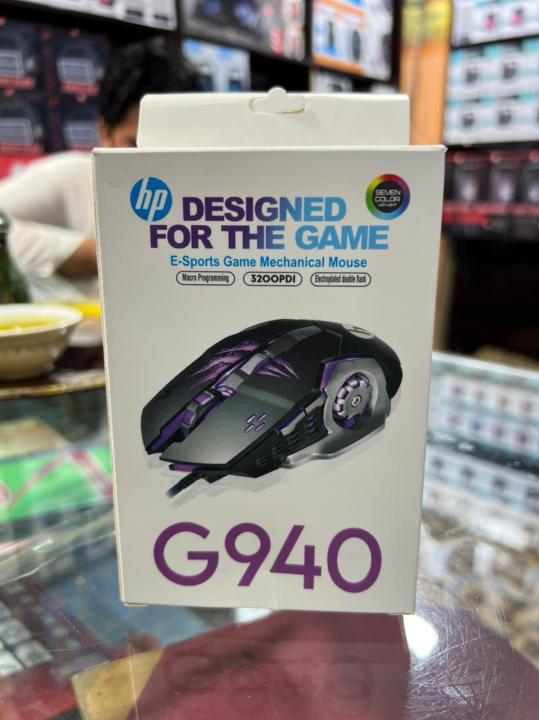 hp
DESIGNED
FOR THE GAME
SEVEN
COLOR
LED LIGHT
E-Sports Game Mechanical Mouse
Macro Programming
3200PDI
Electroplated double flank
G940